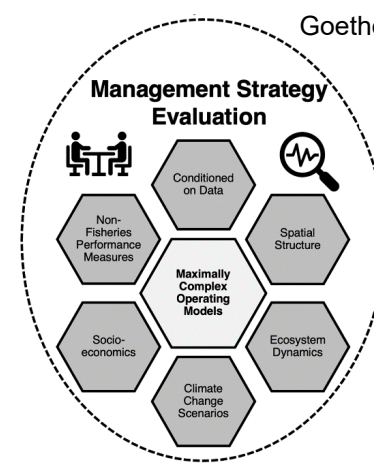 Goethe
Management Strategy
Evaluation
Conditioned
on Data
Non-
Fisheries
Performance
Measures
Spatial
Structure
Maximally
Complex
Operating
Models
Socio-
economics
Ecosystem
Dynamics
Climate
Change
Scenarios